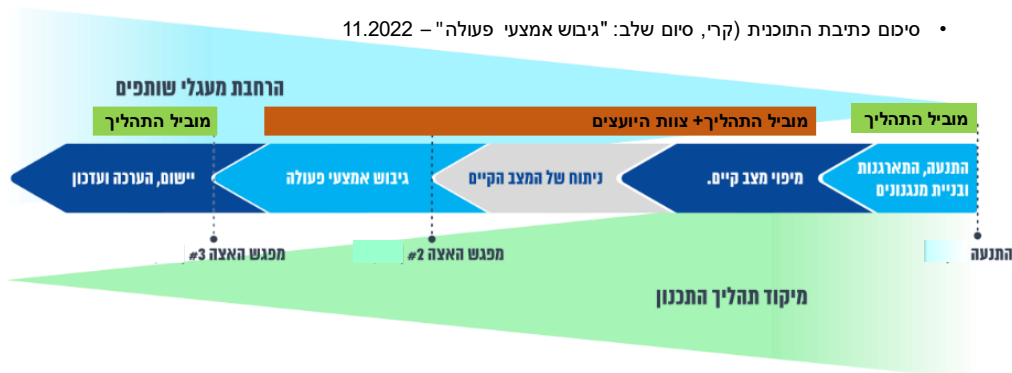 • סיכום כתיבת התוכנית (קרי, סיום שלב: "גיבוש אמצעי פעולה" – 11.2022
הרחבת מעגלי שותפים
מוביל התהליך
מוביל התהליך+ צוות היועצים
מוביל התהליך
התנעה, התארגנות
ובניית מנגנונים
מיפוי מצב קיים.
ניתוח של המצב הקיים
גיבוש אמצעי פעולה
יישום, הערכה ועדכון
התנעה
מפגש האצה 2#
מפגש האצה 3#
מיקוד תהליך התכנון